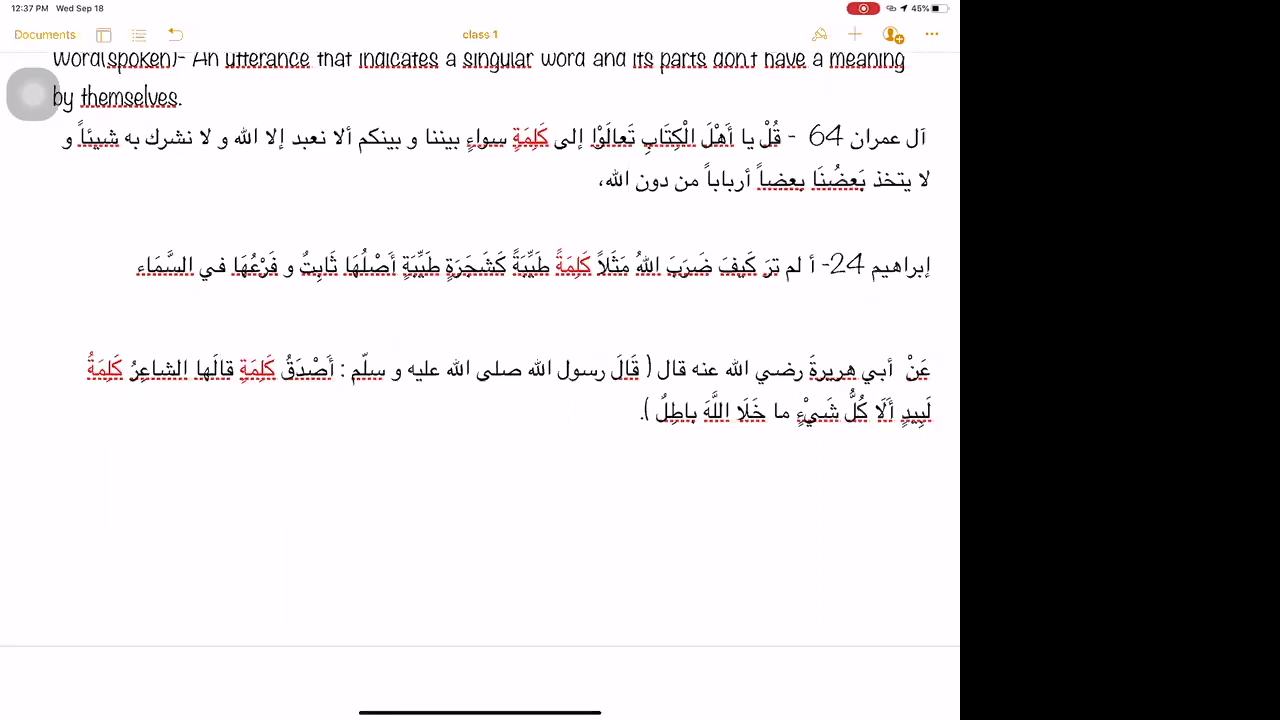 12:37 PM Wed Sep 18
45%
Documents
class 1
Word(spoken)- An utterance that indicates a singular word and its parts don't have a meaning
by themselves.
آل عمران 64 - قُلْ يا أَهْلَ الْكِتَابِ تَعالَوْا إلى كَلِمَةٍ سواءٍ بيننا و بينكم ألا نعبد إلا الله و لا نشرك به شيئاً و
لا يتخذ بَعضُنَا بعضاً أرباباً من دون الله،
إبراهيم 24- أ لم ترَ كَيفَ ضَرَبَ اللهُ مَثَلاً كَلِمَةً طَيِّبَةً كَشَجَرَةٍ طَيِّبَةٍ أَصْلُهَا ثَابِتٌ و فَرْعُهَا في السَّمَاء
عَنْ أبي هريرةَ رضي الله عنه قال ( قَالَ رسول الله صلى الله عليه و سلّم : أَصْدَقُ كَلِمَةٍ قالَها الشاعِرُ كَلِمَةُ
لَبِيدٍ أَلَا كُلُّ شَيْءٍ ما خَلَا اللَّهَ باطِلٌ ).